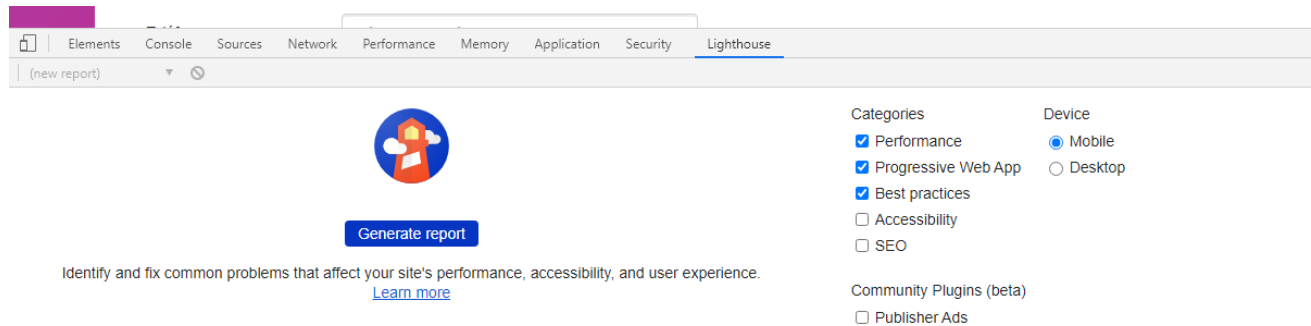 Elements Console Sources Network Performance Memory Application Security Lighthouse
(new report)
Categories
Performance
Progressive Web App
Best practices
Accessibility
SEO
Device
Mobile
Desktop
Generate report
Identify and fix common problems that affect your site's performance, accessibility, and user experience.
Learn more
Community Plugins (beta)
Publisher Ads